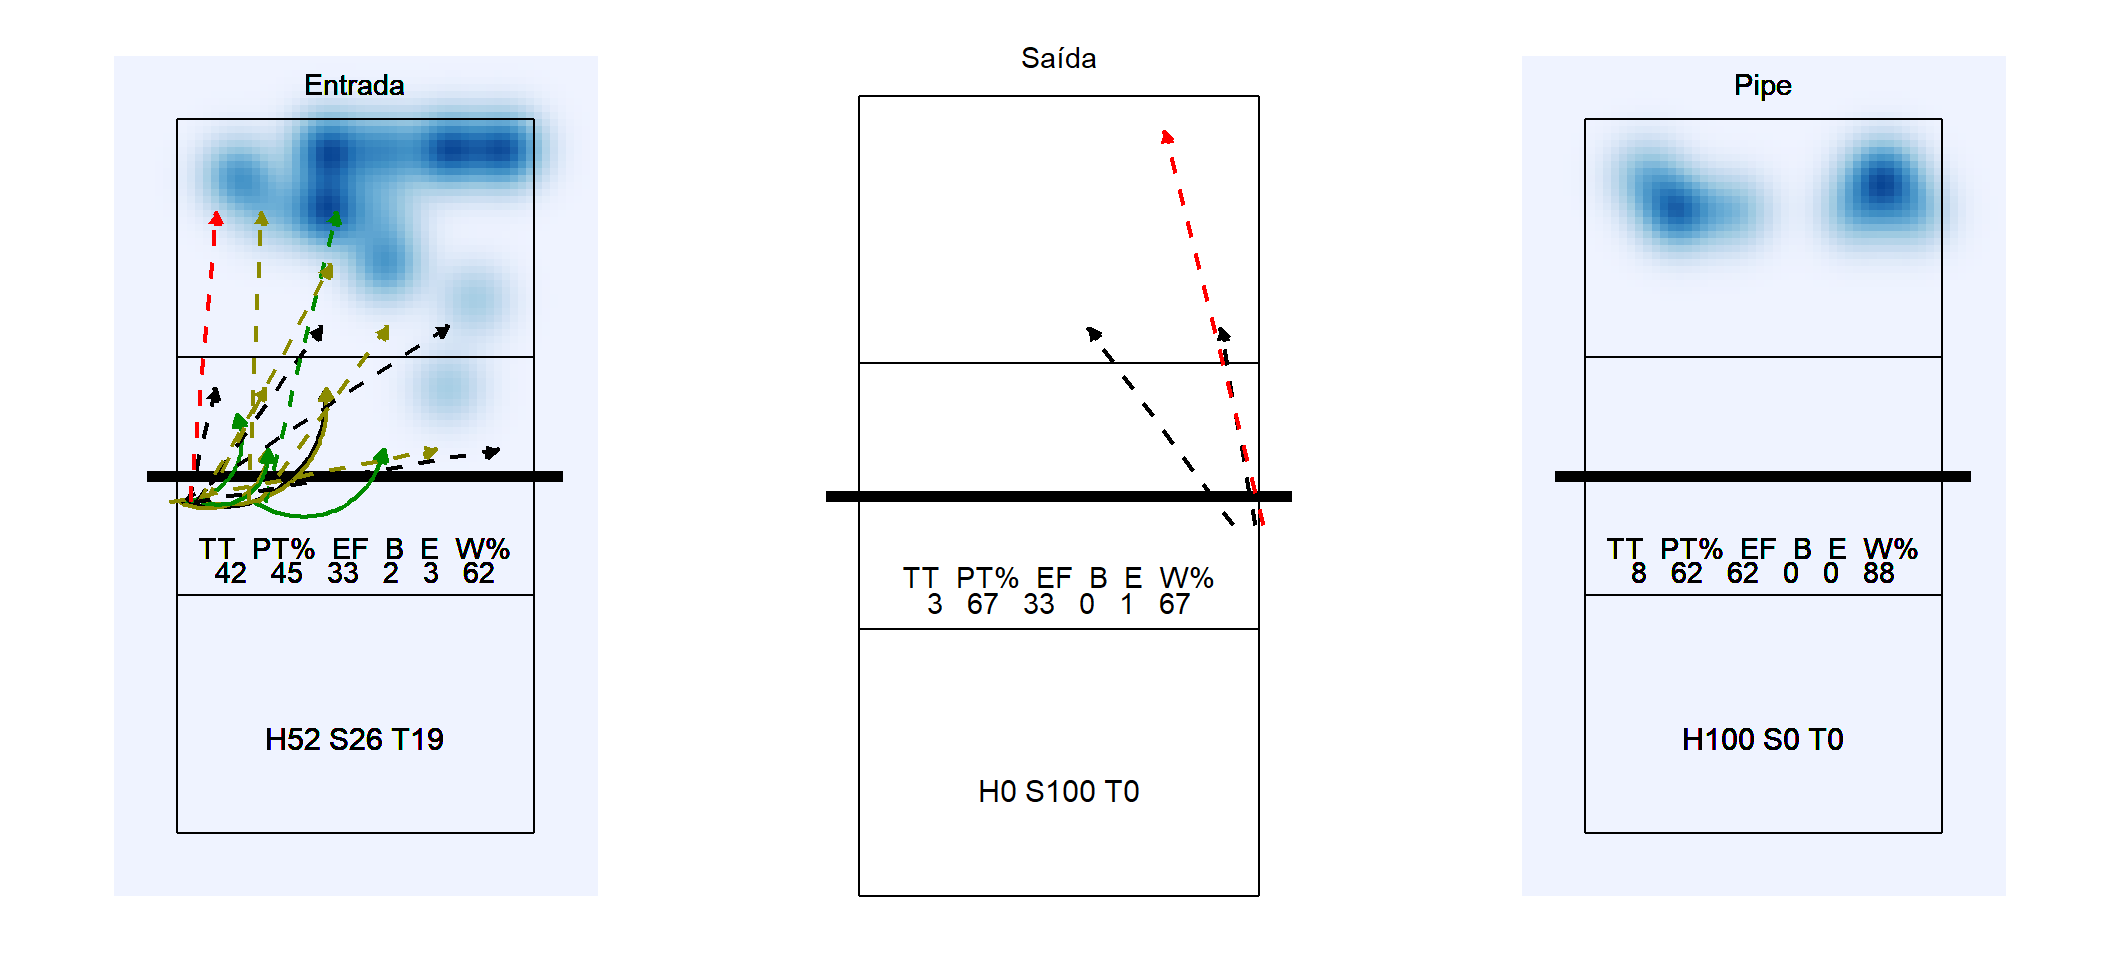 Entrada
TT PT% EF B E W%
42 45 33 2 3 62
H52 S26 T19
Saída
TT PT% EF B E W%
3 67 33 0 1 67
H0 S100 T0
Pipe
TT PT% EF B E W%
8 62 62 0 0 88
H100 S0 T0